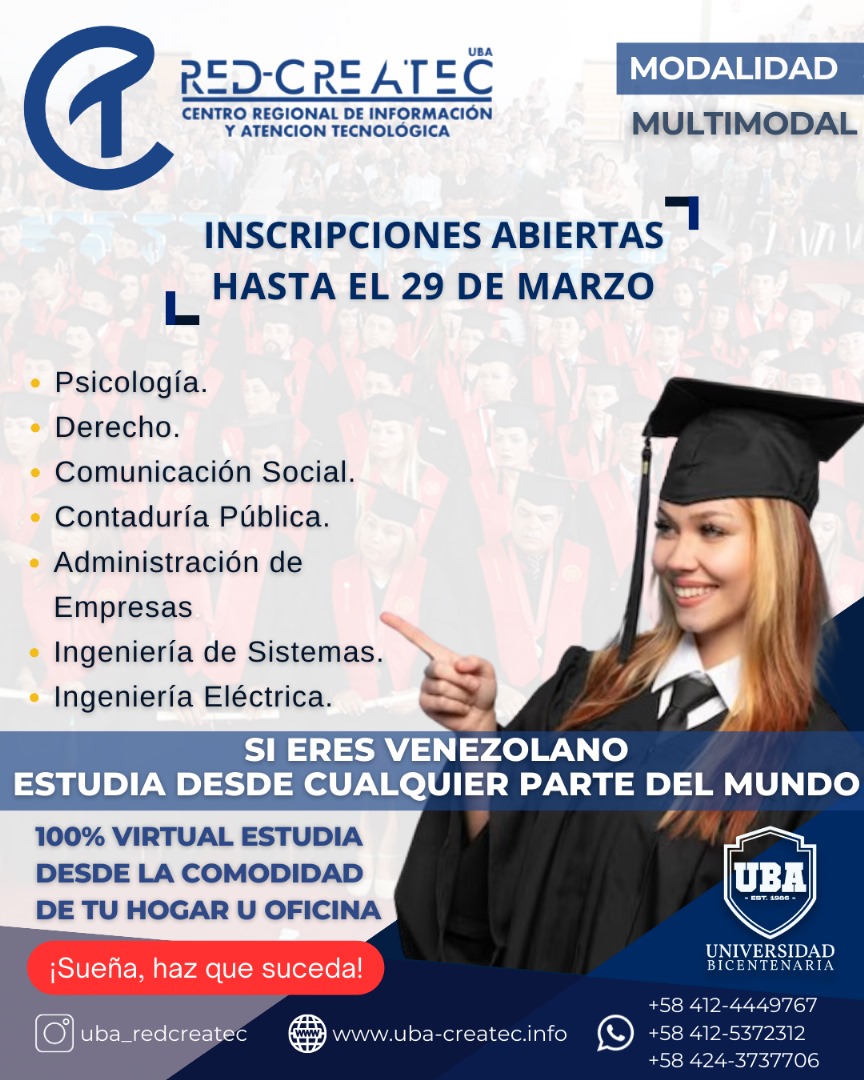 UBA
RED-CREATEC
CENTRO REGIONAL DE INFORMACIÓN
Y ATENCION TECNOLÓGICA
MODALIDAD
MULTIMODAL
INSCRIPCIONES ABIERTAS
HASTA EL 29 DE MARZO
Psicología.
Derecho.
Comunicación Social.
Contaduría Pública.
Administración de
Empresas
Ingeniería de Sistemas.
Ingeniería Eléctrica.
SI ERES VENEZOLANO
ESTUDIA DESDE CUALQUIER PARTE DEL MUNDO
100% VIRTUAL ESTUDIA
DESDE LA COMODIDAD
DE TU HOGAR U OFICINA
¡Sueña, haz que suceda!
UBA
- EST. 1986 -
UNIVERSIDAD
BICENTENARIA
uba_redcreatec
www
www.uba-createc.info
+58 412-4449767
+58 412-5372312
+58 424-3737706